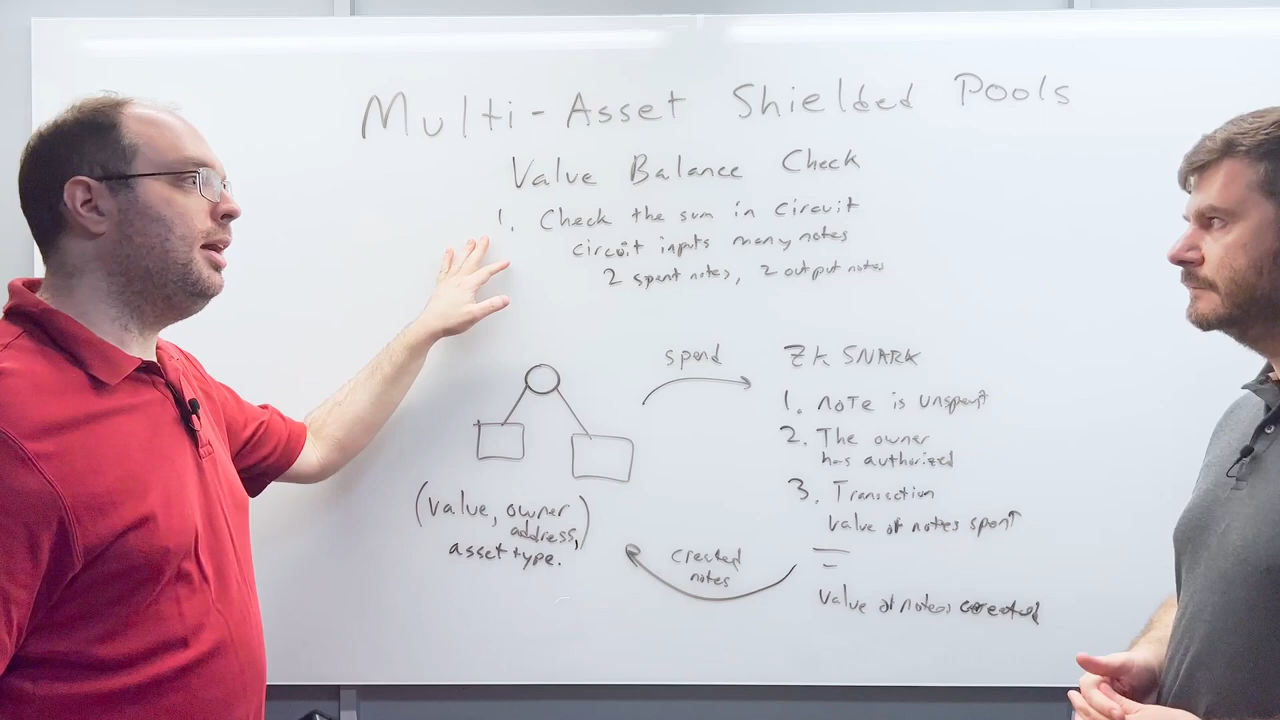 Multi-Asset Shielded Pools
Value Balance Check
1. Check the sum in circuit
circuit inputs many notes
2 spent notes, 2 output notes
(value, owner
address,)
asset type.
spend
created
notes
ZK SNARK
1. note is unspent
2. The owner
has authorized
3. Transaction
value of notes spent
=
value of notes created